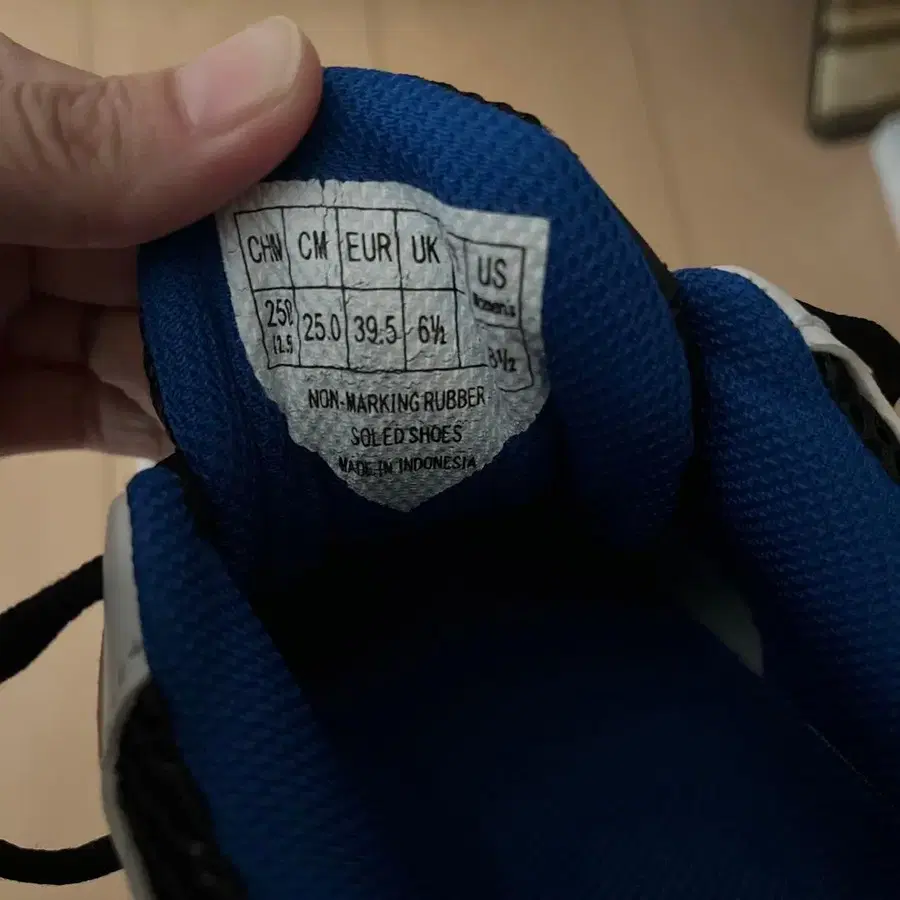 CHN CM EUR UK US
Women's
250 25.0 39.5 6½ 8½
(2.5
NON-MARKING RUBBER
SOLED SHOES
MADE IN INDONESIA